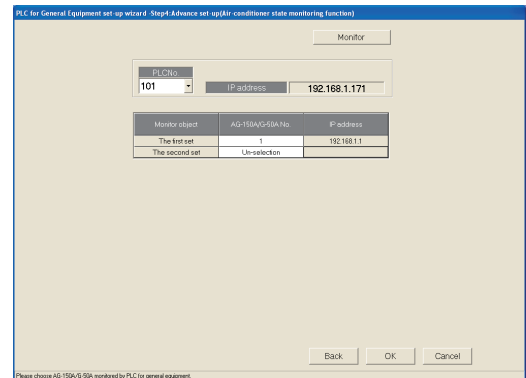 PLC for General Equipment set-up wizard -Step4:Advance set-up(Air-conditioner state monitoring function)
Monitor
PLCNo
101
IP address 192.168.1.171
Monitor object AG-150A/G-50A No. IP address
The first set 1 192.168.1.1
The second set Un-selection
Back OK Cancel
Please choose AG-150A/G-50A monitored by PLC for general equipment.